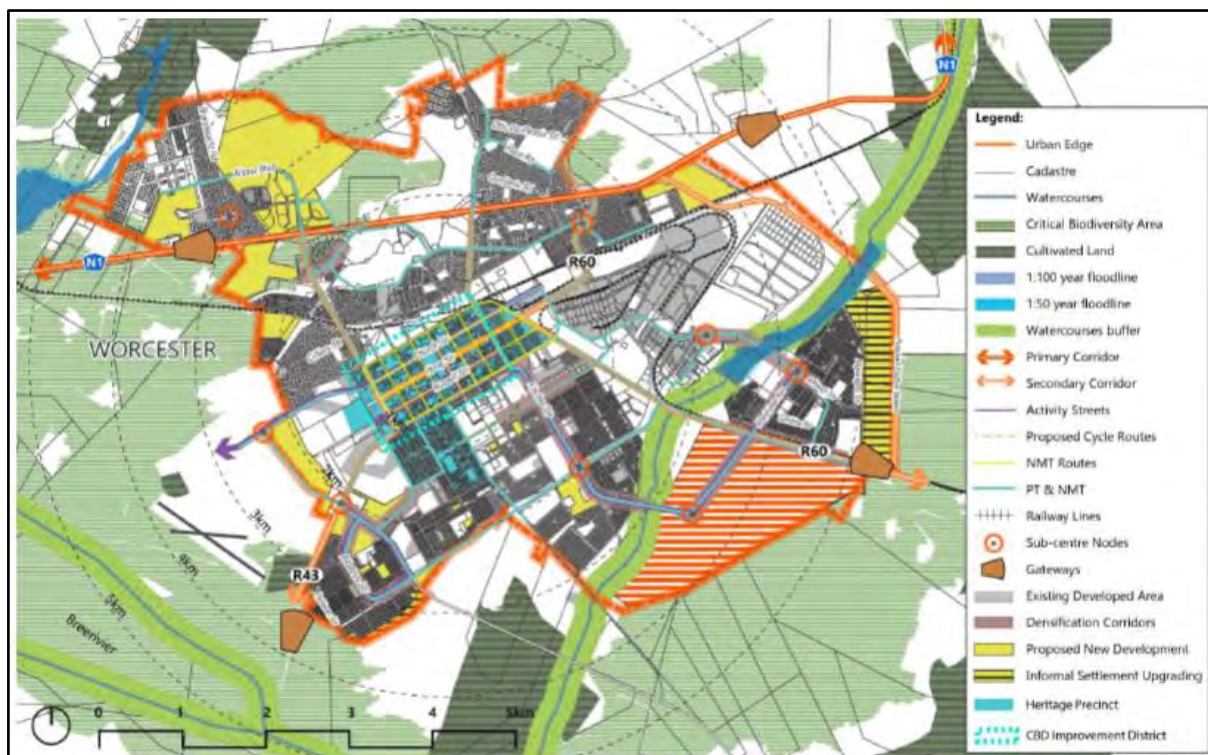 N1
N1
R60
WORCESTER
R60
R43
3km
4km
5km
Breerivier
0 1 2 3 4 5km
Legend:
Urban Edge
Cadastre
Watercourses
Critical Biodiversity Area
Cultivated Land
1:100 year floodline
1:50 year floodline
Watercourses buffer
Primary Corridor
Secondary Corridor
Activity Streets
Proposed Cycle Routes
NMT Routes
PT & NMT
Railway Lines
Sub-centre Nodes
Gateways
Existing Developed Area
Densification Corridors
Proposed New Development
Informal Settlement Upgrading
Heritage Precinct
CBD Improvement District